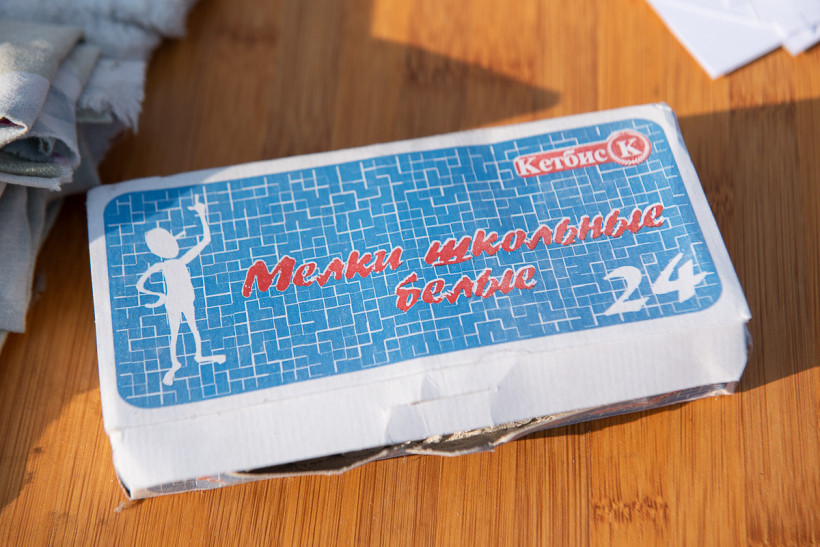 Кетбис К
Мелки школьные
белые
24